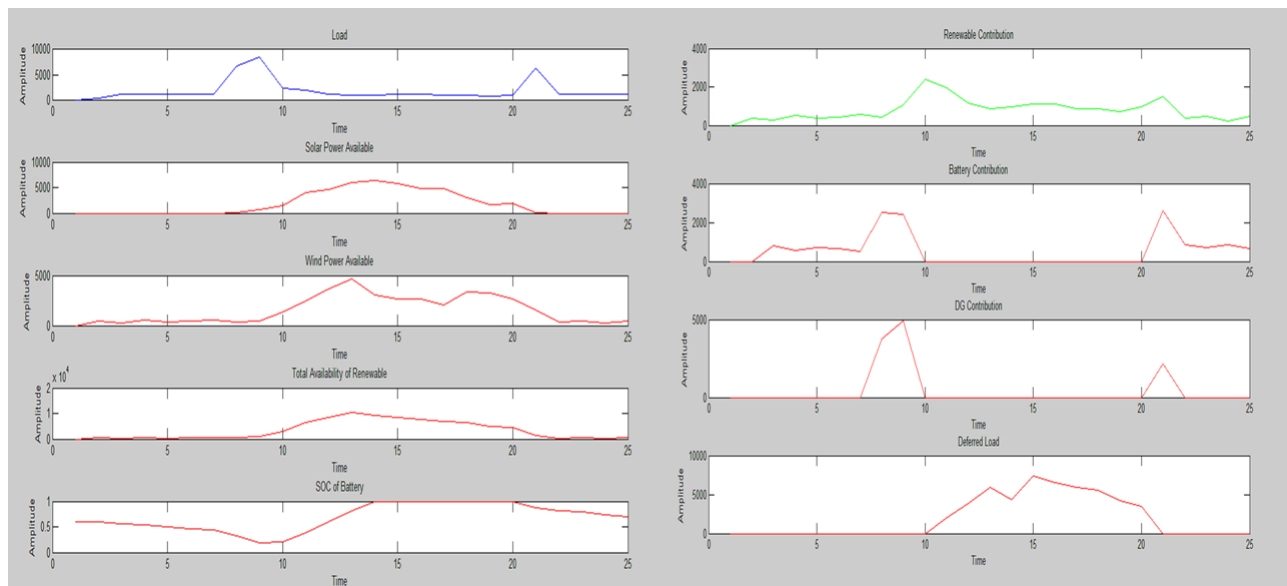 Load
Amplitude
10000
5000
0
0 5 10 15 20 25
Time
Solar Power Available
Amplitude
10000
5000
0
0 5 10 15 20 25
Time
Wind Power Available
Amplitude
5000
0
0 5 10 15 20 25
Time
Total Availability of Renewable
x 10^4
Amplitude
2
1
0
0 5 10 15 20 25
Time
SOC of Battery
Amplitude
1
0.5
0
0 5 10 15 20 25
Time
Renewable Contribution
Amplitude
4000
2000
0
0 5 10 15 20 25
Time
Battery Contribution
Amplitude
4000
2000
0
0 5 10 15 20 25
Time
DG Contribution
Amplitude
5000
0
0 5 10 15 20 25
Time
Deferred Load
Amplitude
10000
5000
0
0 5 10 15 20 25
Time